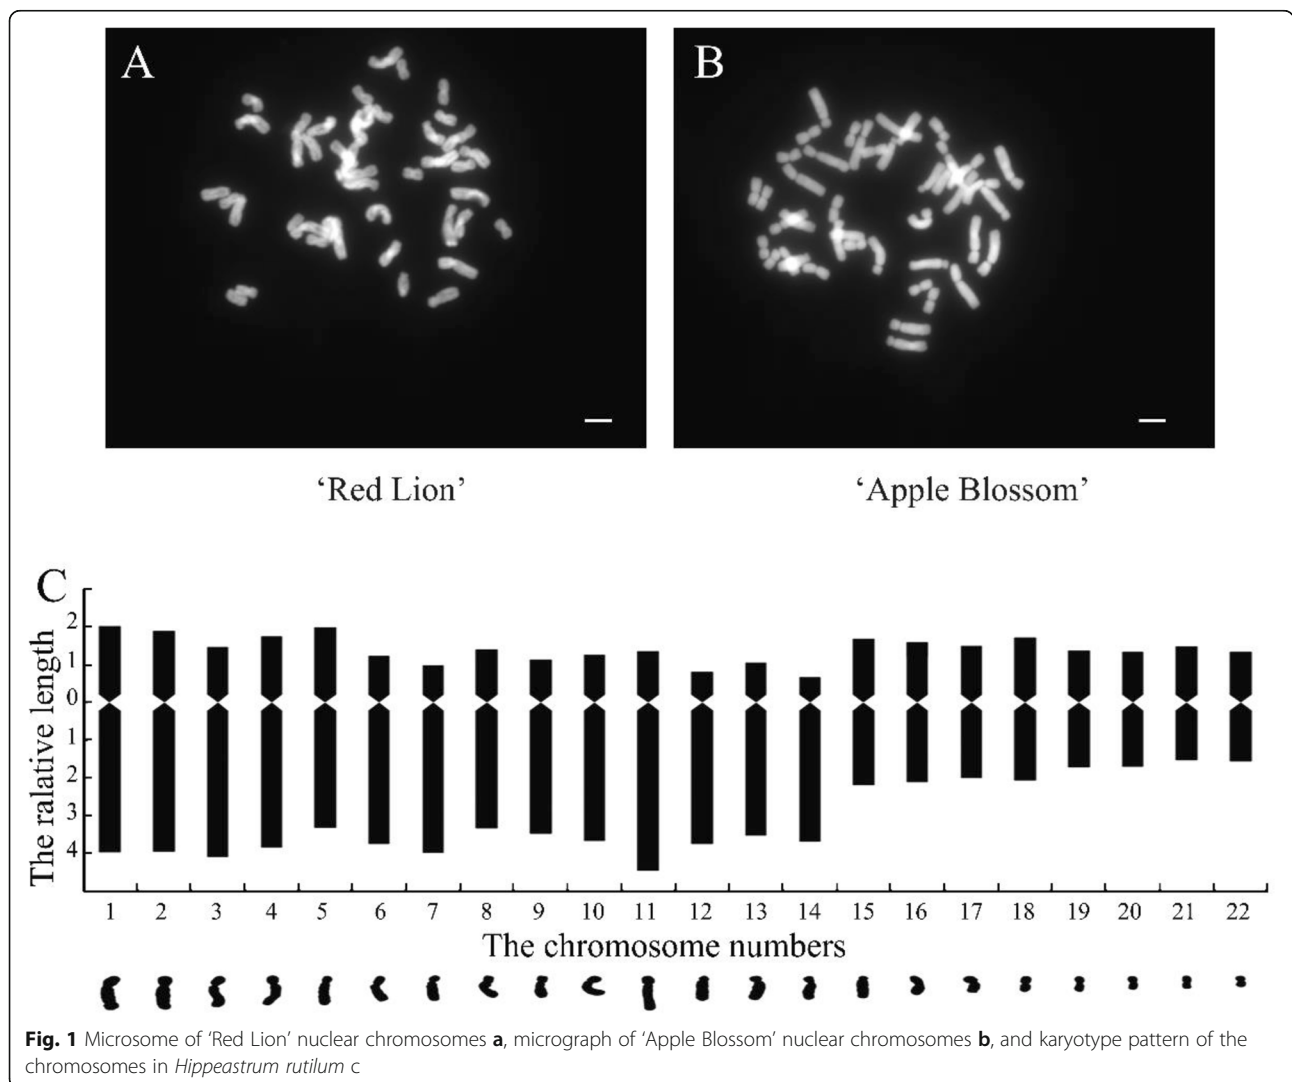 A
B
‘Red Lion’
‘Apple Blossom’
C
The ralative length
2
1
0
1
2
3
4
1 2 3 4 5 6 7 8 9 10 11 12 13 14 15 16 17 18 19 20 21 22
The chromosome numbers
Fig. 1 Microsome of ‘Red Lion’ nuclear chromosomes a, micrograph of ‘Apple Blossom’ nuclear chromosomes b, and karyotype pattern of the
chromosomes in Hippeastrum rutilum c